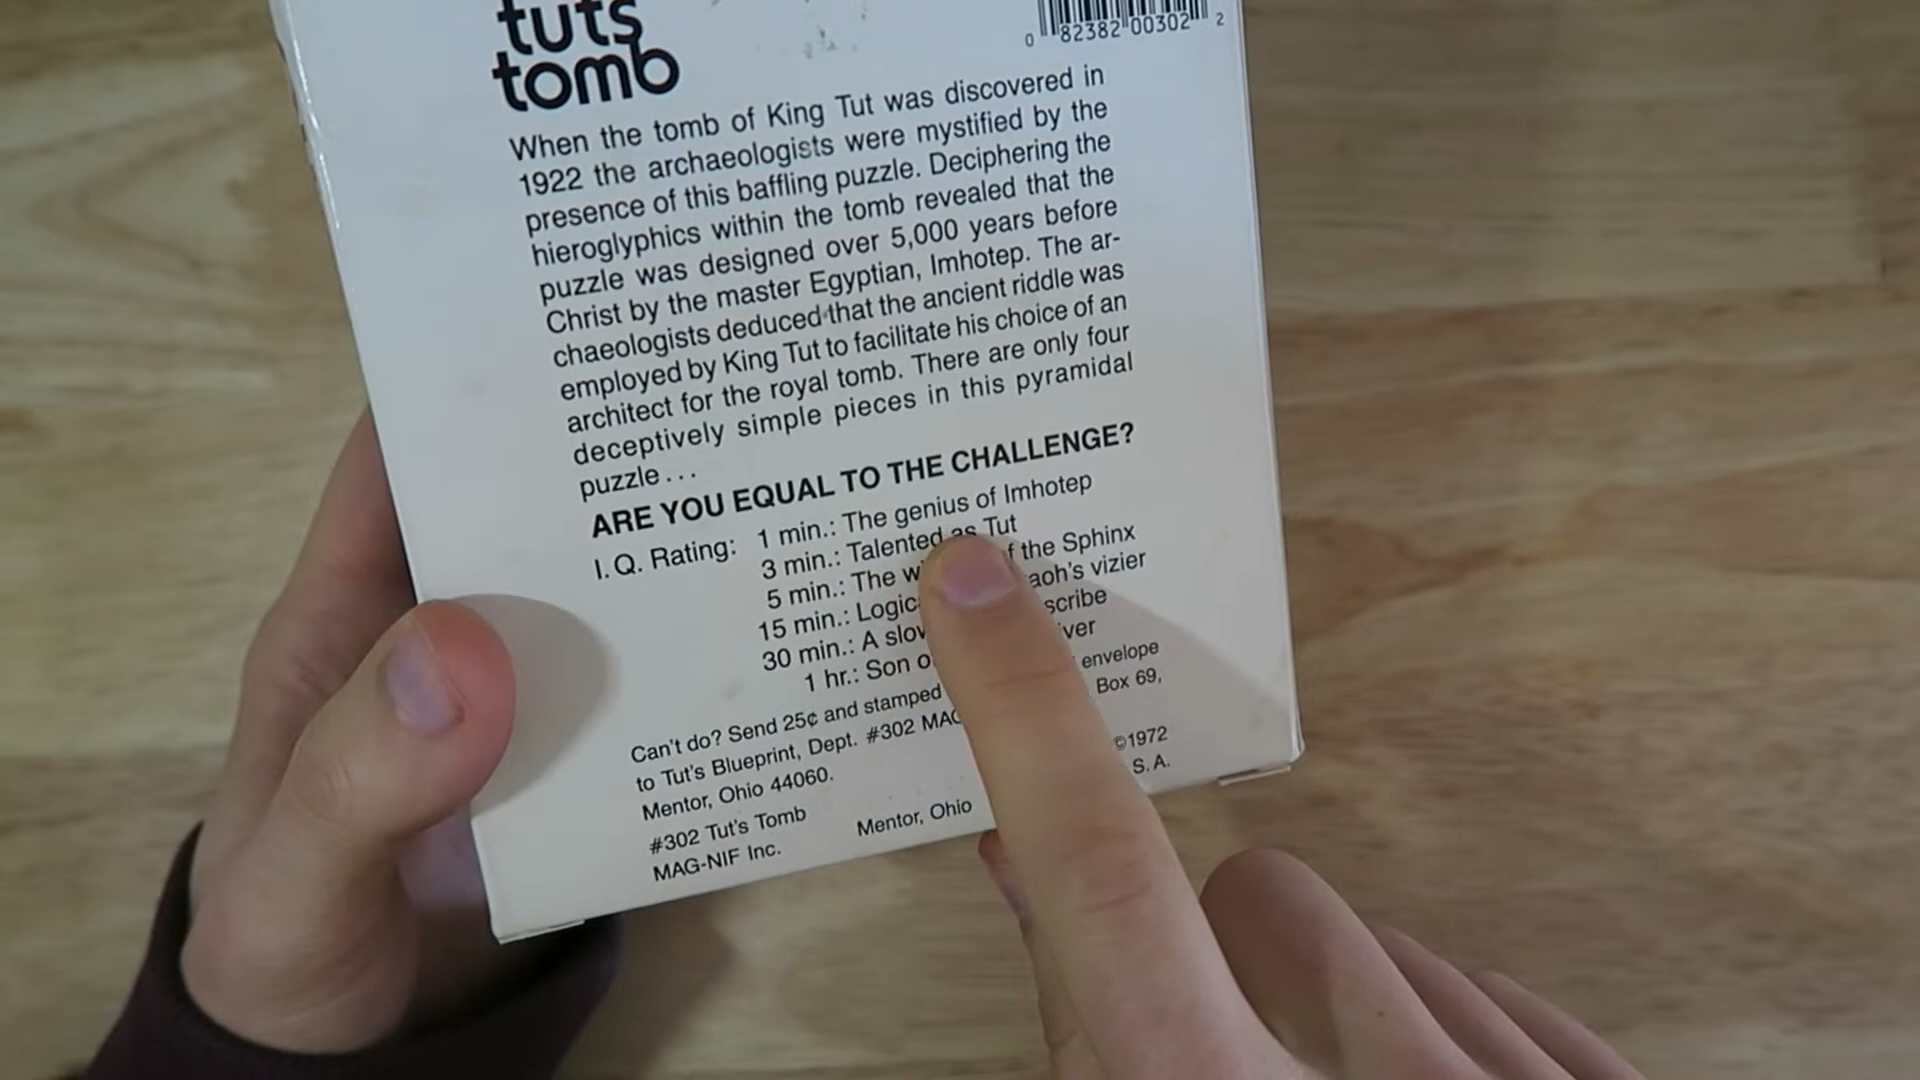 tuts
tomb
0 82382 00302 2
When the tomb of King Tut was discovered in
1922 the archaeologists were mystified by the
presence of this baffling puzzle. Deciphering the
hieroglyphics within the tomb revealed that the
puzzle was designed over 5,000 years before
Christ by the master Egyptian, Imhotep. The ar-
chaeologists deduced that the ancient riddle was
employed by King Tut to facilitate his choice of an
architect for the royal tomb. There are only four
deceptively simple pieces in this pyramidal
puzzle...
ARE YOU EQUAL TO THE CHALLENGE?
I.Q. Rating: 1 min.: The genius of Imhotep
3 min.: Talented as Tut
5 min.: The the Sphinx
15 min.: vizier
30 min.: A scribe
1 hr.: Son
Can't do? Send 25¢ and stamped envelope
to Tut's Blueprint, Dept. #302 Box 69,
Mentor, Ohio 44060.
©1972
#302 Tut's Tomb
MAG-NIF Inc. Mentor, Ohio S.A.